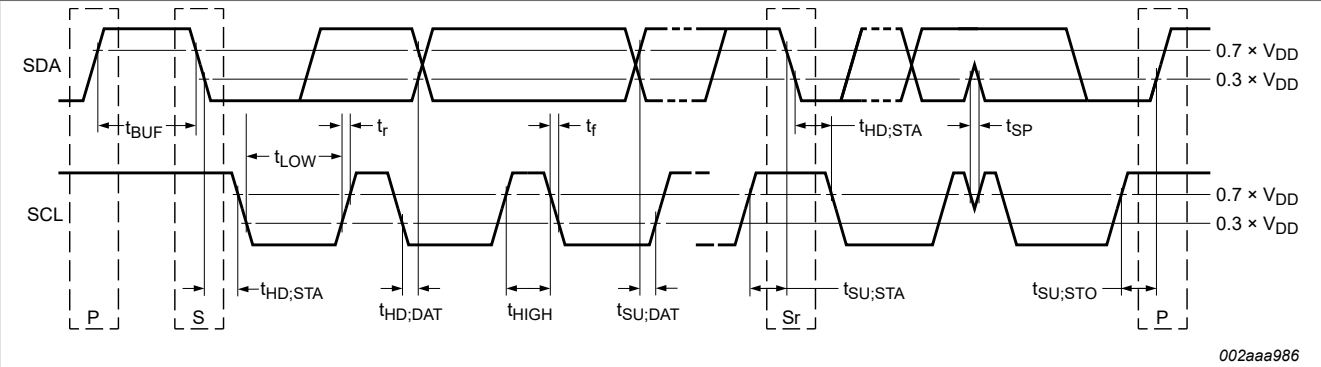 SDA
0.7 × VDD
0.3 × VDD
tBUF
tr
tf
tHD;STA
tSP
tLOW
SCL
0.7 × VDD
0.3 × VDD
tHD;STA
tHD;DAT
tHIGH
tSU;DAT
tSU;STA
tSU;STO
P
S
Sr
P
002aaa986